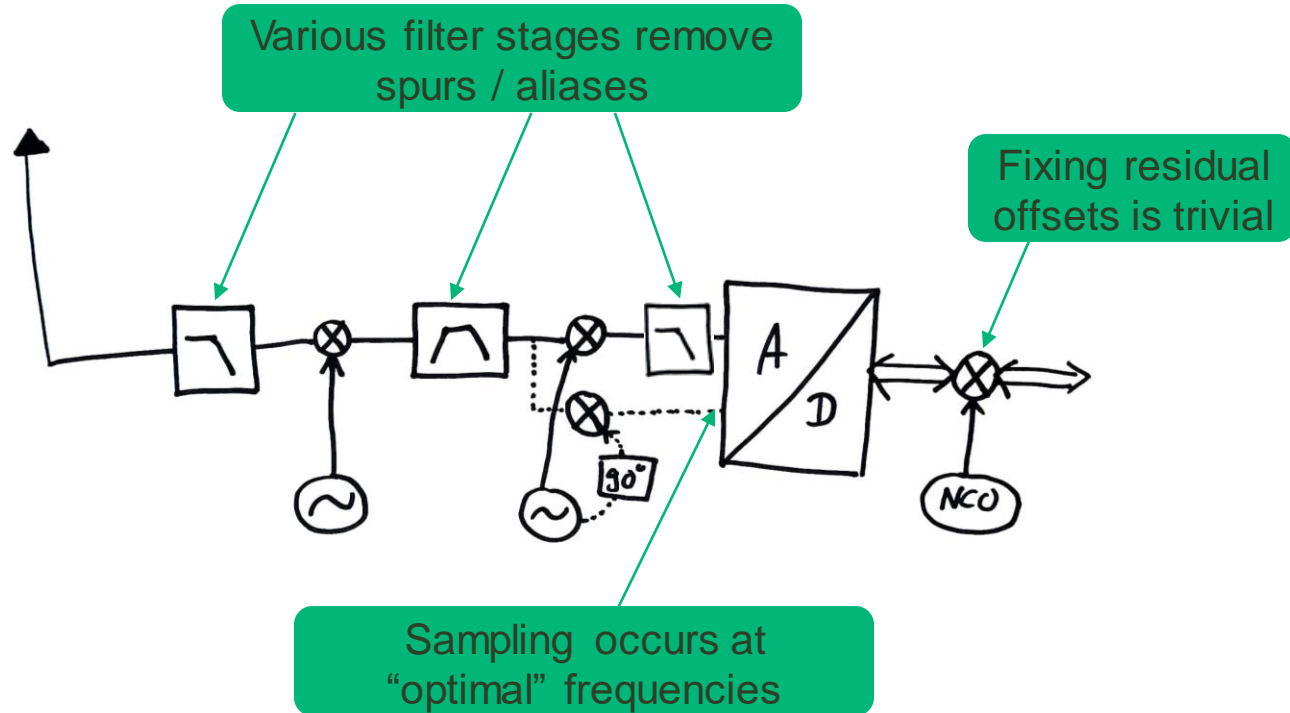 Various filter stages remove
spurs / aliases
Fixing residual
offsets is trivial
A
D
90°
NCO
Sampling occurs at
“optimal” frequencies